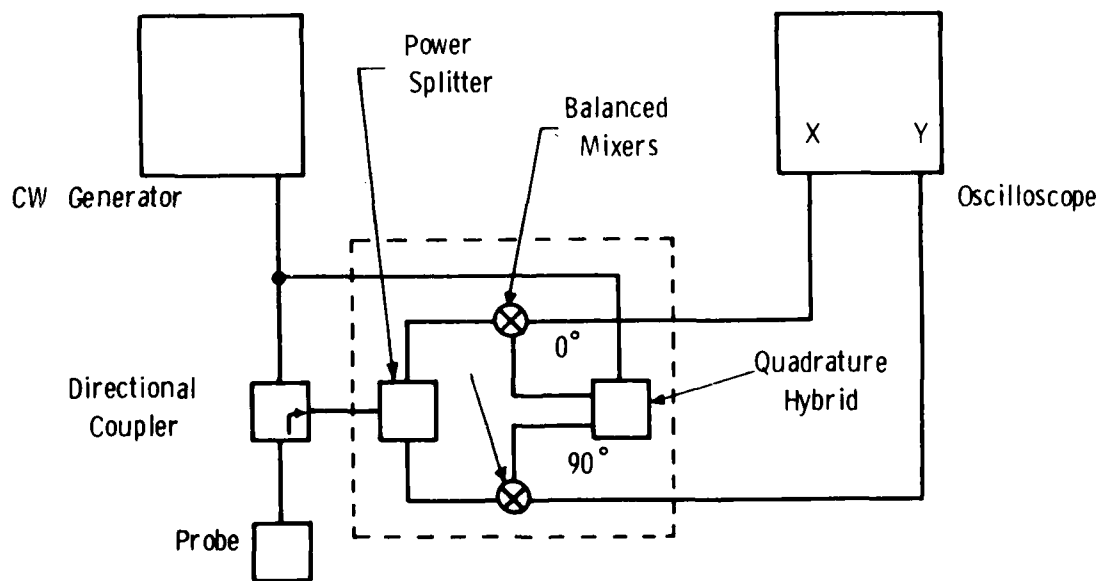 Power
Splitter
Balanced
Mixers
X Y
CW Generator
Oscilloscope
0°
Directional
Coupler
Quadrature
Hybrid
90°
Probe